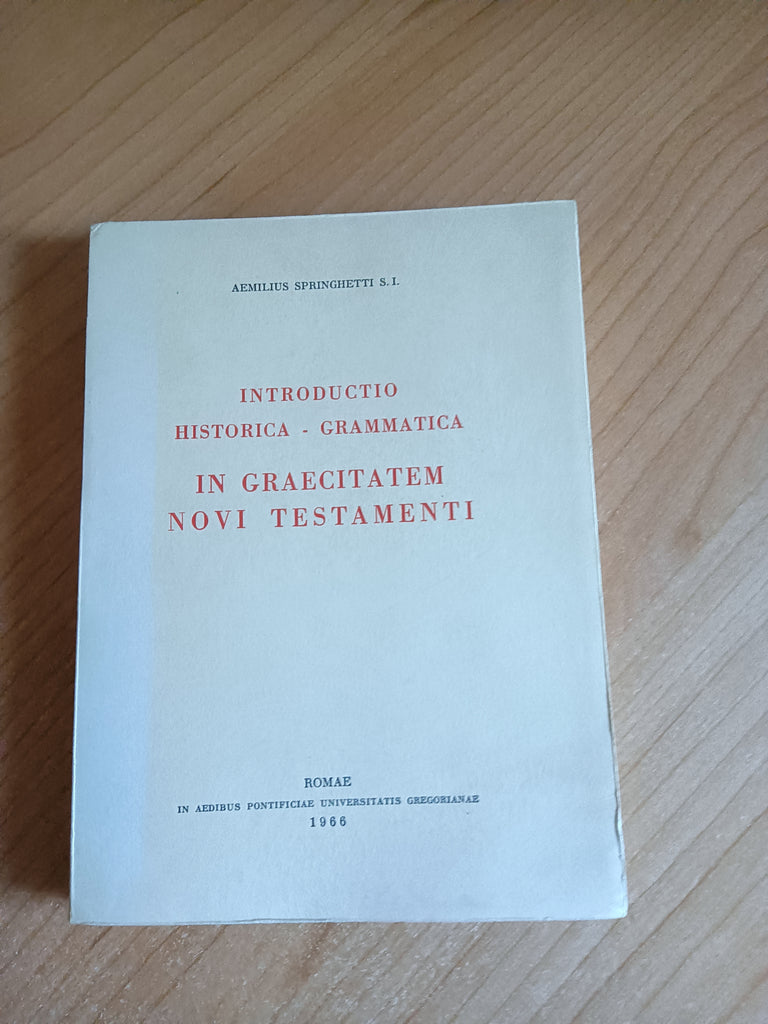 AEMILIUS SPRINGHETTI S. I.
INTRODUCTIO
HISTORICA - GRAMMATICA
IN GRAECITATEM
NOVI TESTAMENTI
ROMAE
IN AEDIBUS PONTIFICIAE UNIVERSITATIS GREGORIANAE
1966